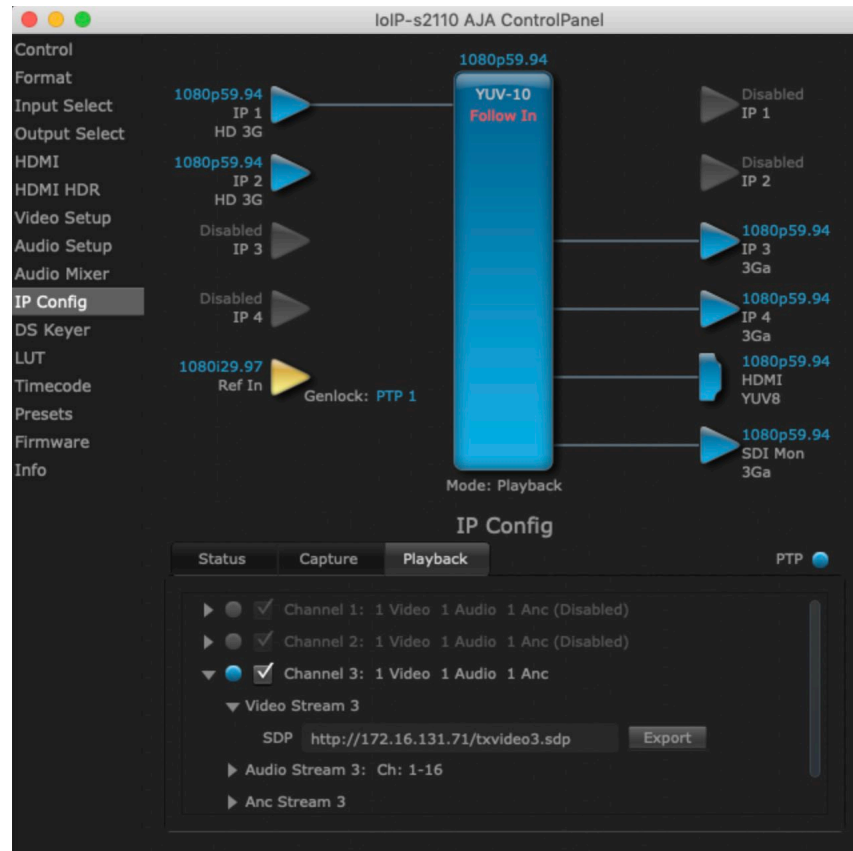 IoIP-s2110 AJA ControlPanel
Control
Format
Input Select
Output Select
HDMI
HDMI HDR
Video Setup
Audio Setup
Audio Mixer
IP Config
DS Keyer
LUT
Timecode
Presets
Firmware
Info
1080p59.94
IP 1
HD 3G
1080p59.94
IP 2
HD 3G
Disabled
IP 3
Disabled
IP 4
1080i29.97
Ref In
Genlock: PTP 1
1080p59.94
YUV-10
Follow In
Mode: Playback
Disabled
IP 1
Disabled
IP 2
1080p59.94
IP 3
3Ga
1080p59.94
IP 4
3Ga
1080p59.94
HDMI
YUV8
1080p59.94
SDI Mon
3Ga
IP Config
Status Capture Playback PTP
Channel 1: 1 Video 1 Audio 1 Anc (Disabled)
Channel 2: 1 Video 1 Audio 1 Anc (Disabled)
Channel 3: 1 Video 1 Audio 1 Anc
Video Stream 3
SDP http://172.16.131.71/txvideo3.sdp Export
Audio Stream 3: Ch: 1-16
Anc Stream 3